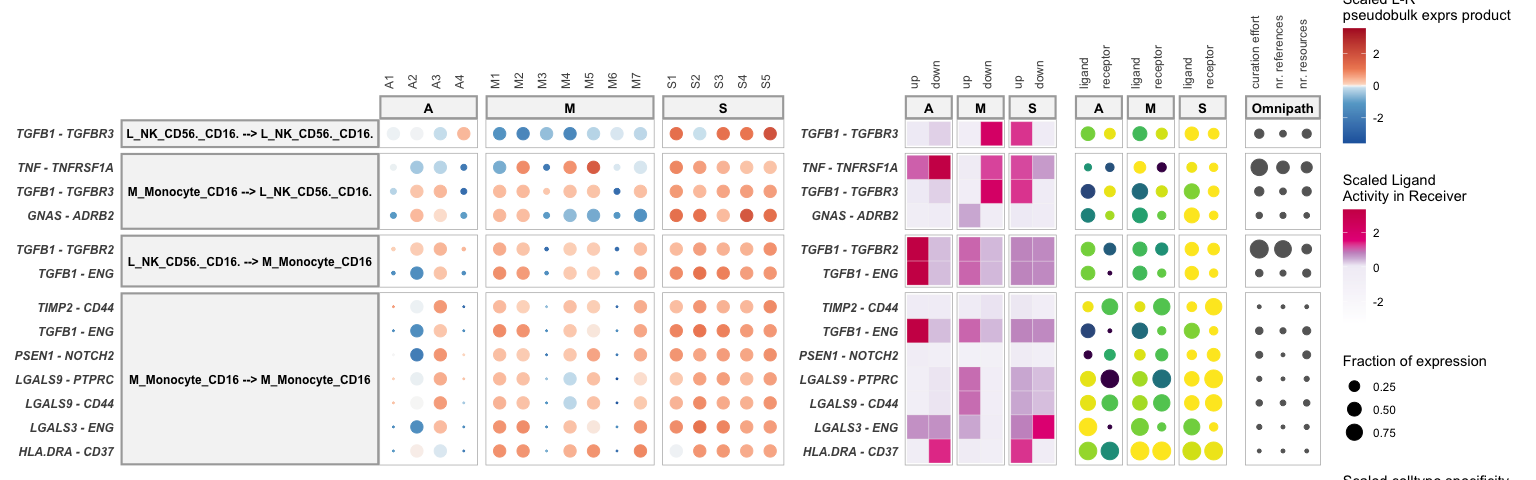 Scaled L-R
pseudobulk exprs product
A1 A2 A3 A4 M1 M2 M3 M4 M5 M6 M7 S1 S2 S3 S4 S5 up down up down up down ligand receptor ligand receptor ligand receptor curation effort nr. references nr. resources
A M S A M S A M S Omnipath
2
0
-2
TGFB1 - TGFBR3 L_NK_CD56._CD16. --> L_NK_CD56._CD16. TGFB1 - TGFBR3
TNF - TNFRSF1A TNF - TNFRSF1A
TGFB1 - TGFBR3 M_Monocyte_CD16 --> L_NK_CD56._CD16. TGFB1 - TGFBR3
GNAS - ADRB2 GNAS - ADRB2
Scaled Ligand
Activity in Receiver
2
0
-2
TGFB1 - TGFBR2 TGFB1 - TGFBR2
L_NK_CD56._CD16. --> M_Monocyte_CD16
TGFB1 - ENG TGFB1 - ENG
TIMP2 - CD44 TIMP2 - CD44
TGFB1 - ENG TGFB1 - ENG
PSEN1 - NOTCH2 PSEN1 - NOTCH2
LGALS9 - PTPRC M_Monocyte_CD16 --> M_Monocyte_CD16 LGALS9 - PTPRC
LGALS9 - CD44 LGALS9 - CD44
LGALS3 - ENG LGALS3 - ENG
HLA.DRA - CD37 HLA.DRA - CD37
Fraction of expression
0.25
0.50
0.75
Scaled celltype specificity